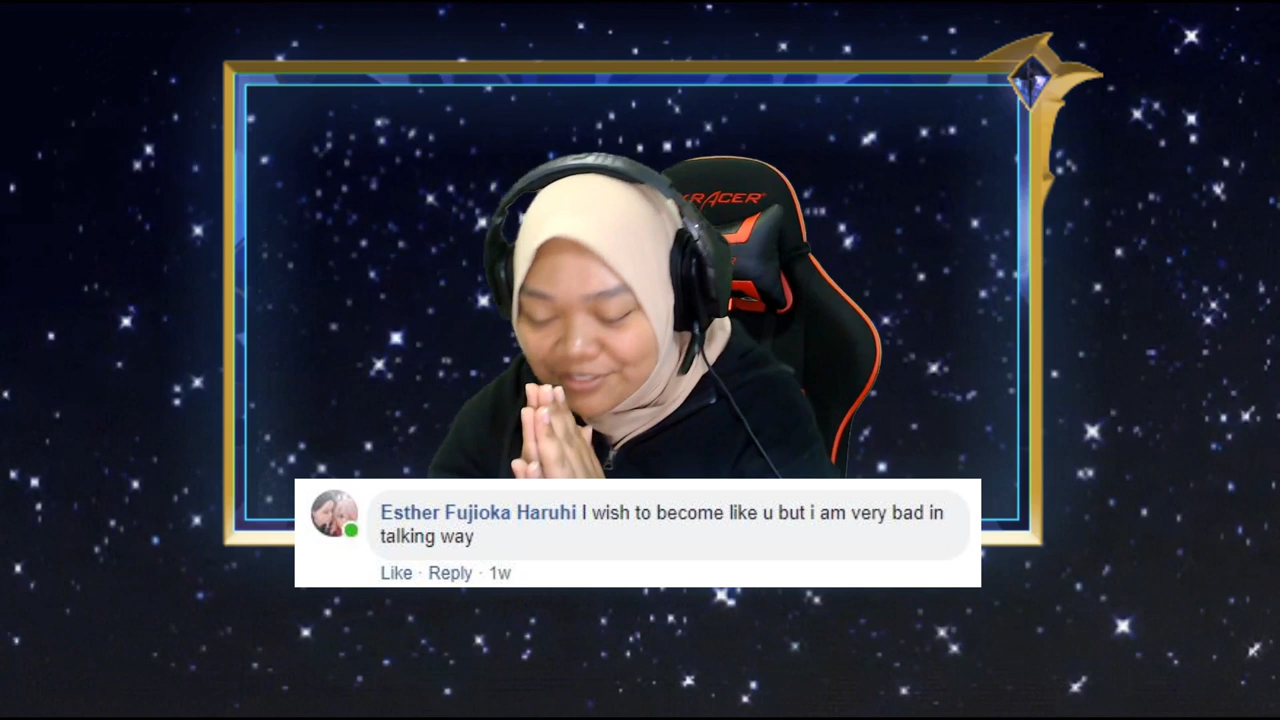 RACER
Esther Fujioka Haruhi I wish to become like u but i am very bad in
talking way
Like · Reply · 1w